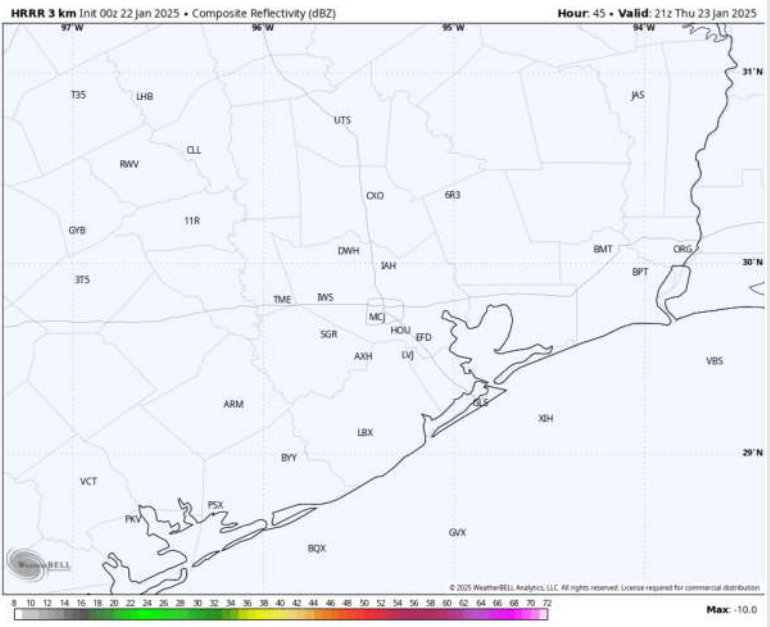 HRRR 3 km Init 00z 22 Jan 2025 • Composite Reflectivity (dBZ) Hour: 45 • Valid: 21z Thu 23 Jan 2025
97°W 96°W 95°W 94°W
31°N
T35 LHB JAS
UTS
CLL
RWV
CXO 6R3
11R
GYB
DWH BMT ORG
IAH 30°N
BPT
3T5
TME IWS
MCJ
SGR HOU EFD
AXH LVJ
VBS
ARM GLS
XIH
LBX
BYY 29°N
VCT
PSX
PKV
GVX
BQX
WeatherBELL
© 2025 WeatherBELL Analytics, LLC. All rights reserved. License required for commercial distribution.
8 10 12 14 16 18 20 22 24 26 28 30 32 34 36 38 40 42 44 46 48 50 52 54 56 58 60 62 64 66 68 70 72 Max: -10.0